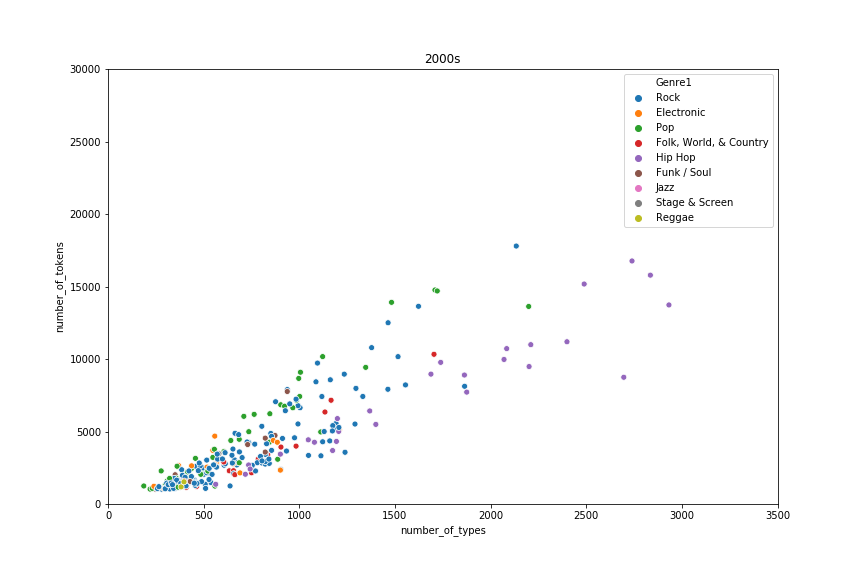 2000s
30000
25000
20000
15000
10000
5000
0
number_of_tokens
Genre1
Rock
Electronic
Pop
Folk, World, & Country
Hip Hop
Funk / Soul
Jazz
Stage & Screen
Reggae
0 500 1000 1500 2000 2500 3000 3500
number_of_types